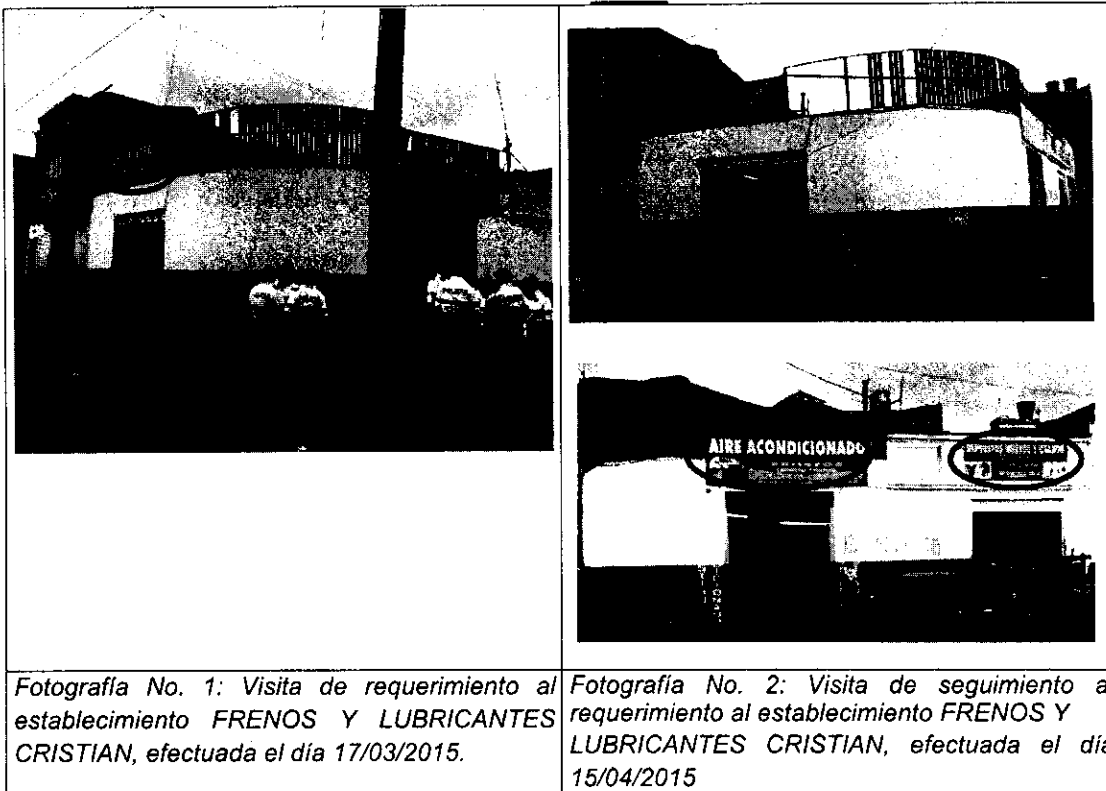 AIRE ACONDICIONADO
Fotografía No. 1: Visita de requerimiento al
establecimiento FRENOS Y LUBRICANTES
CRISTIAN, efectuada el día 17/03/2015.
Fotografía No. 2: Visita de seguimiento a
requerimiento al establecimiento FRENOS Y
LUBRICANTES CRISTIAN, efectuada el día
15/04/2015